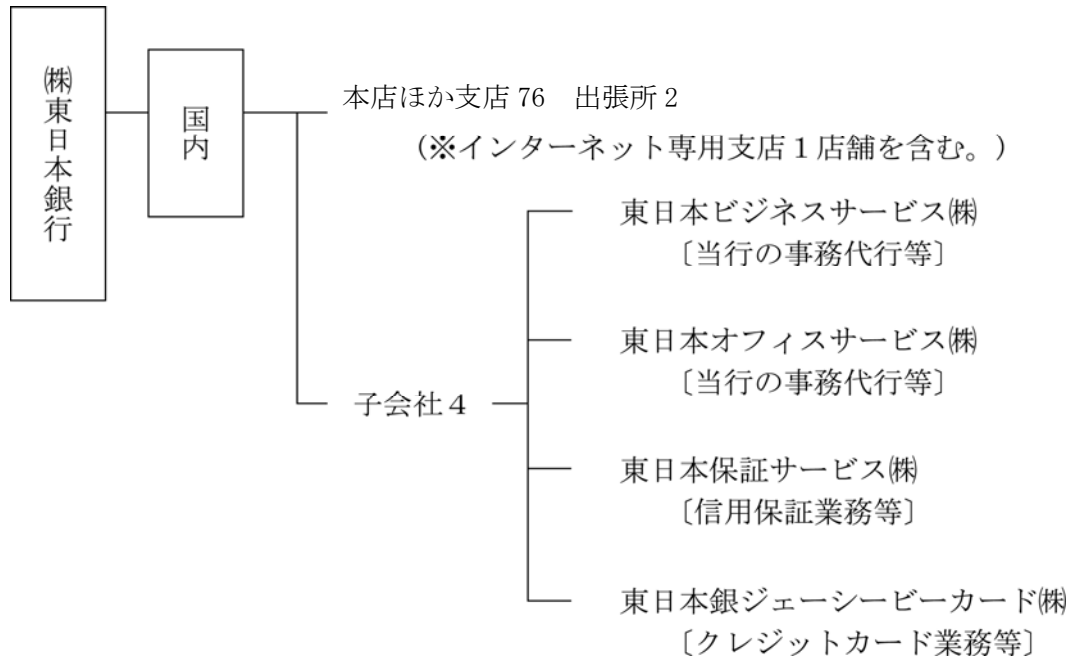 ㈱東日本銀行
国内
本店ほか支店 76　出張所 2
（※インターネット専用支店１店舗を含む。）
東日本ビジネスサービス㈱
〔当行の事務代行等〕
東日本オフィスサービス㈱
〔当行の事務代行等〕
子会社４
東日本保証サービス㈱
〔信用保証業務等〕
東日本銀ジェーシービーカード㈱
〔クレジットカード業務等〕